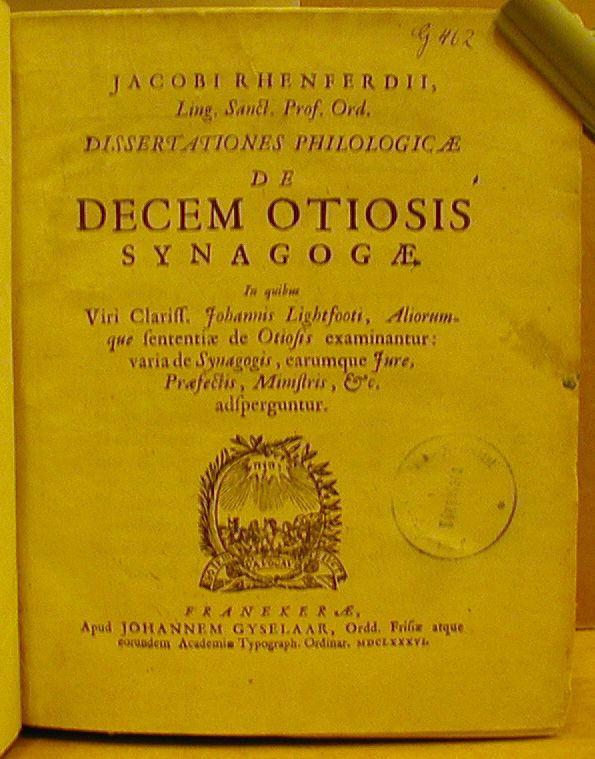 G 462
JACOBI RHENFERDII,
Ling. Sanct. Prof. Ord.
DISSERTATIONES PHILOLOGICÆ
DE
DECEM OTIOSIS
SYNAGOGÆ,
In quibus
Viri Clariſſ. Johannis Lightfooti, Aliorum-
que ſententiæ de Otioſis examinantur:
varia de Synagogis, earumque Jure,
Præfectis, Miniſtris, &c.
adſperguntur.
יהוה
FRANEKERÆ,
Apud JOHANNEM GYSELAAR, Ordd. Friſiæ atque
eorundem Academiæ Typograph. Ordinar. MDCLXXXVI.